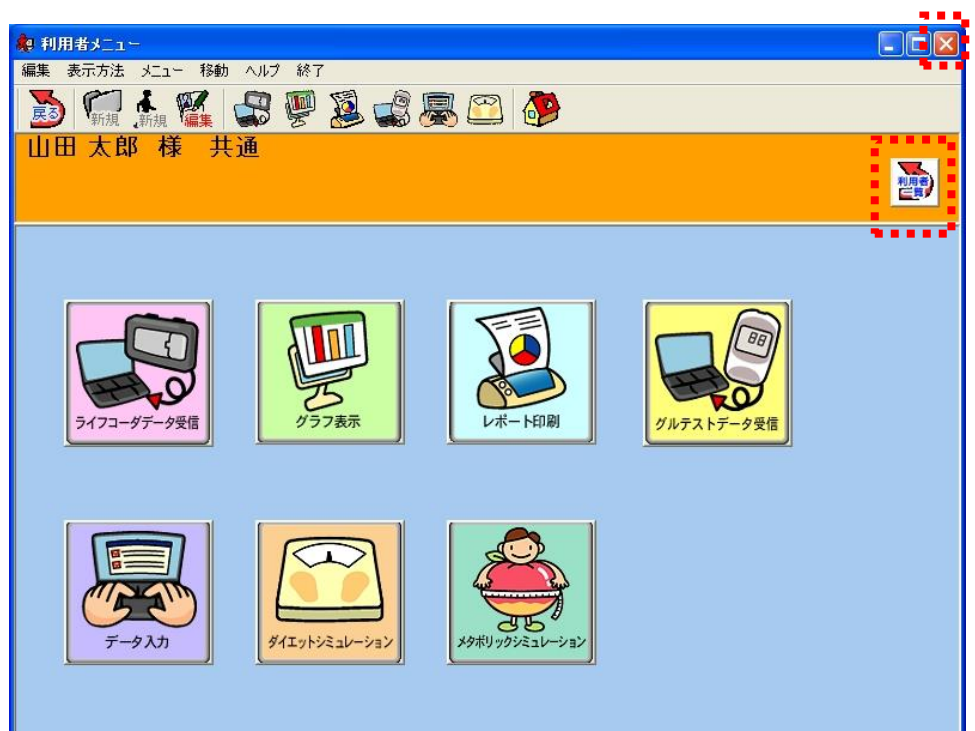 利用者メニュー
編集 表示方法 メニュー 移動 ヘルプ 終了
戻る 新規 新規 編集
山田 太郎 様 共通
利用者
一覧
88
ライフコーダデータ受信 グラフ表示 レポート印刷 グルテストデータ受信
データ入力 ダイエットシミュレーション メタボリックシミュレーション